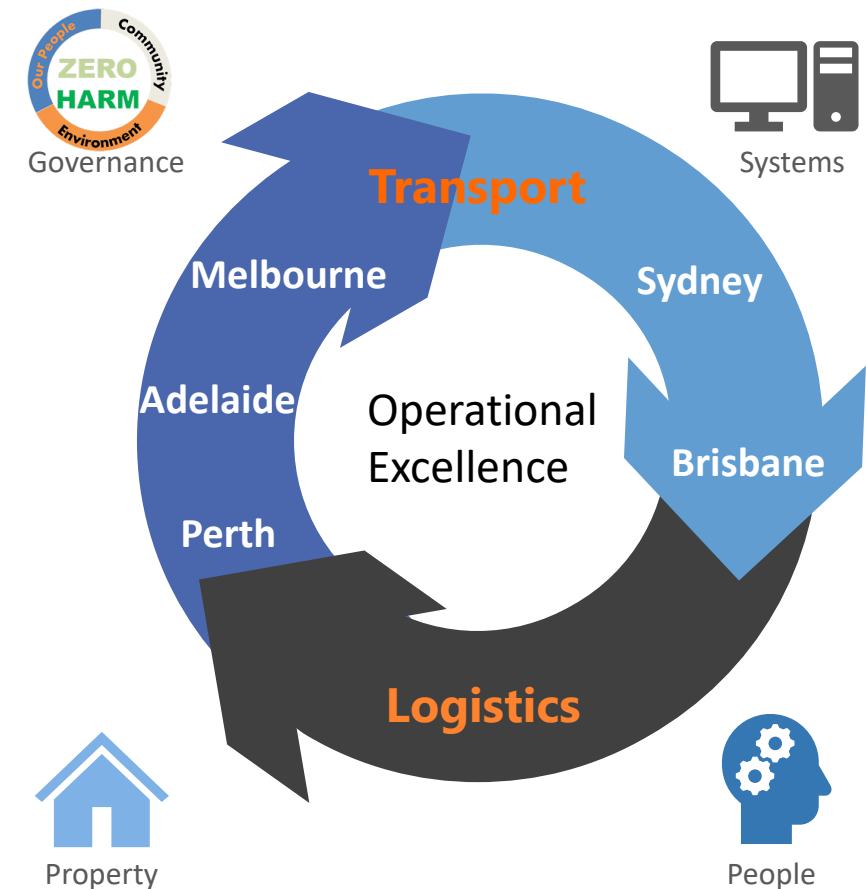 Our People
Community
ZERO
HARM
Environment
Governance
Systems
Transport
Melbourne
Sydney
Adelaide
Operational
Excellence
Brisbane
Perth
Logistics
Property
People